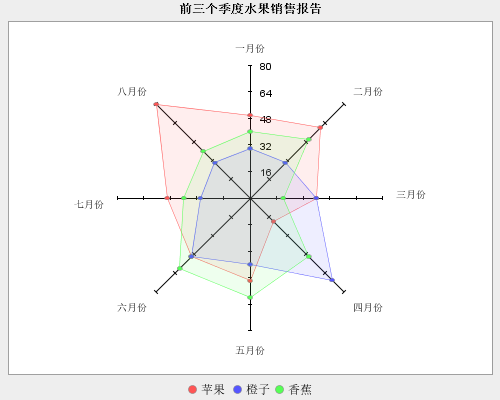 前三个季度水果销售报告
一月份
80
八月份
64
二月份
48
32
16
七月份
三月份
六月份
四月份
五月份
苹果 橙子 香蕉